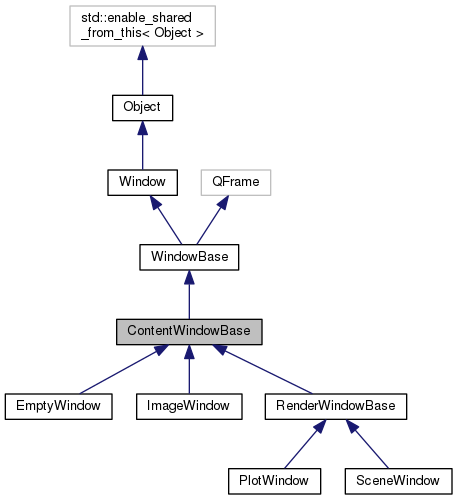 std::enable_shared
_from_this< Object >
Object
Window
QFrame
WindowBase
ContentWindowBase
EmptyWindow
ImageWindow
RenderWindowBase
PlotWindow
SceneWindow